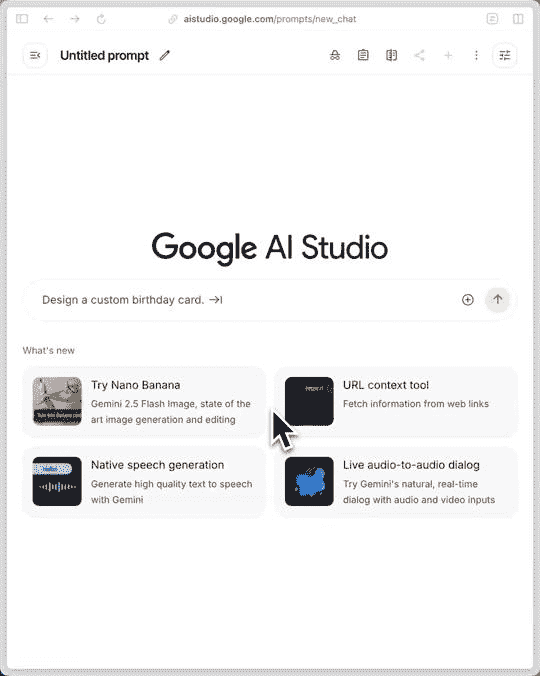 aistudio.google.com/prompts/new_chat
Untitled prompt
Google AI Studio
Design a custom birthday card.
What's new
Try Nano Banana
Gemini 2.5 Flash Image, state of the
art image generation and editing
URL context tool
Fetch information from web links
Native speech generation
Generate high quality text to speech
with Gemini
Live audio-to-audio dialog
Try Gemini's natural, real-time
dialog with audio and video inputs